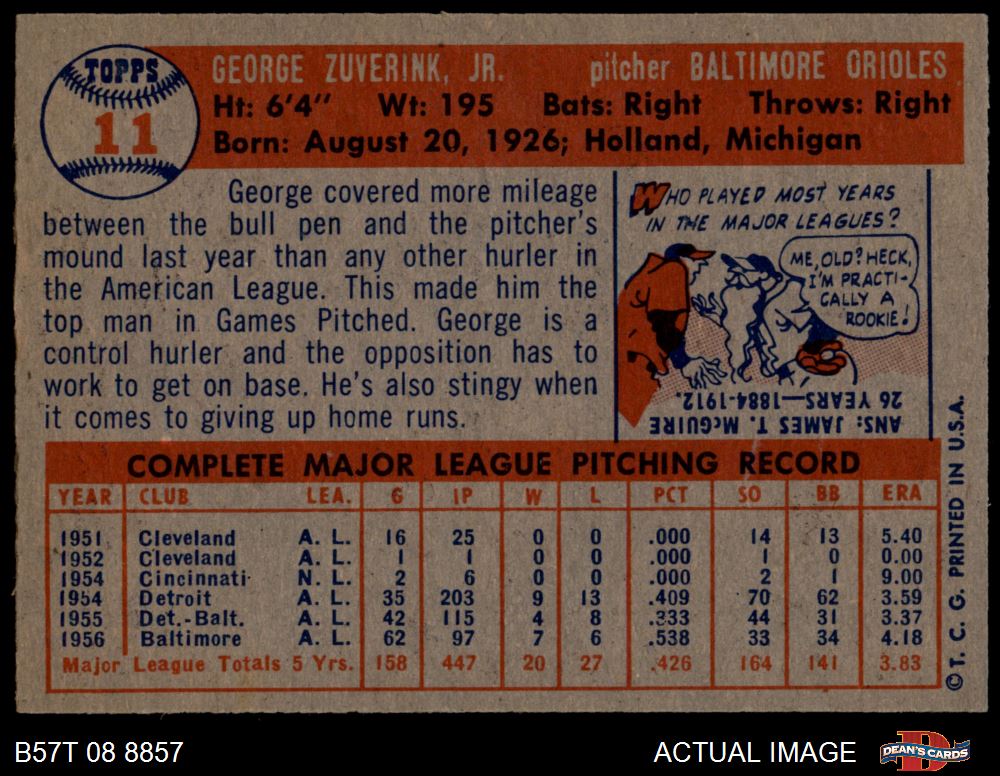 TOPPS
11
GEORGE ZUVERINK, JR. pitcher BALTIMORE ORIOLES
Ht: 6'4" Wt: 195 Bats: Right Throws: Right
Born: August 20, 1926; Holland, Michigan
George covered more mileage
between the bull pen and the pitcher's
mound last year than any other hurler in
the American League. This made him the
top man in Games Pitched. George is a
control hurler and the opposition has to
work to get on base. He's also stingy when
it comes to giving up home runs.
WHO PLAYED MOST YEARS
IN THE MAJOR LEAGUES?
ME, OLD? HECK,
I'M PRACTI-
CALLY A
ROOKIE!
ANS: JAMES T. McGUIRE
26 YEARS—1884-1912.
COMPLETE MAJOR LEAGUE PITCHING RECORD
YEAR CLUB LEA. G IP W L PCT SO BB ERA
1951 Cleveland A. L. 16 25 0 0 .000 14 13 5.40
1952 Cleveland A. L. 1 1 0 0 .000 1 0 0.00
1954 Cincinnati N. L. 2 6 0 0 .000 2 1 9.00
1954 Detroit A. L. 35 203 9 13 .409 70 62 3.59
1955 Det.-Balt. A. L. 42 115 4 8 .333 44 31 3.37
1956 Baltimore A. L. 62 97 7 6 .538 33 34 4.18
Major League Totals 5 Yrs. 158 447 20 27 .426 164 141 3.83
©T. C. G. PRINTED IN U.S.A.
B57T 08 8857
ACTUAL IMAGE
D
DEAN'S CARDS